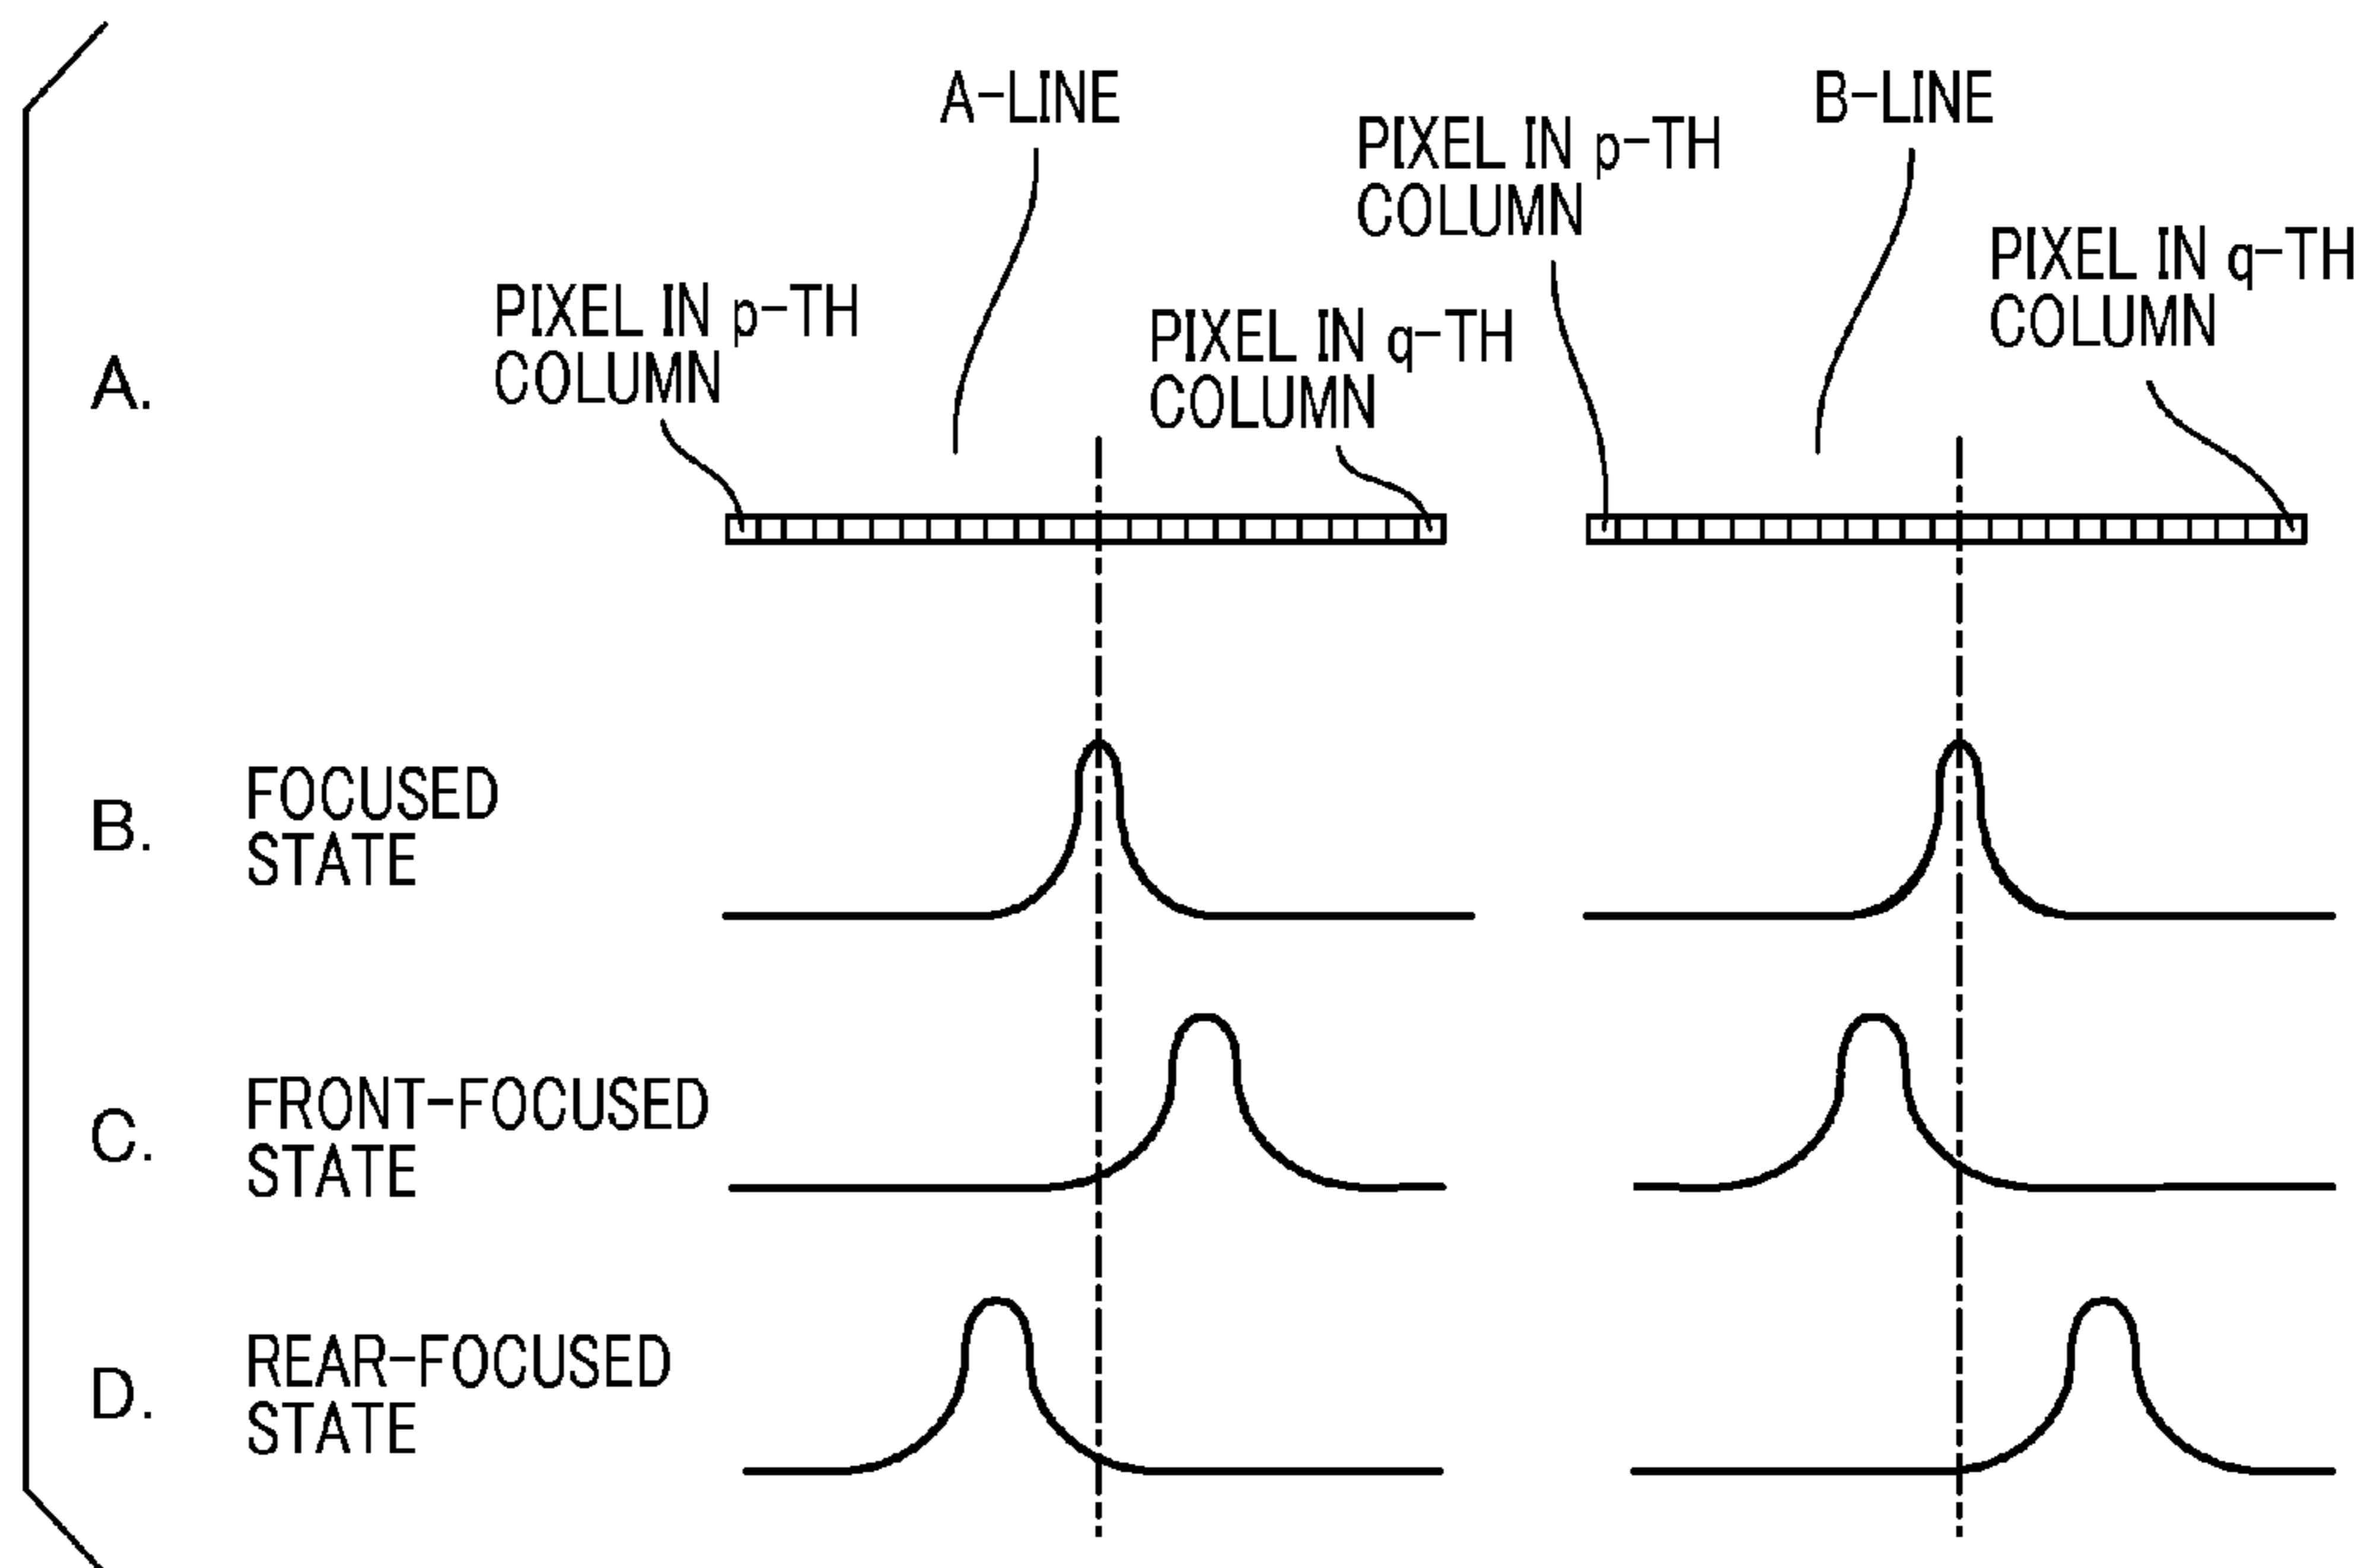 A-LINE
B-LINE
PIXEL IN p-TH
COLUMN
PIXEL IN q-TH
COLUMN
A.
PIXEL IN p-TH
COLUMN
PIXEL IN q-TH
COLUMN
B.
FOCUSED
STATE
C.
FRONT-FOCUSED
STATE
D.
REAR-FOCUSED
STATE